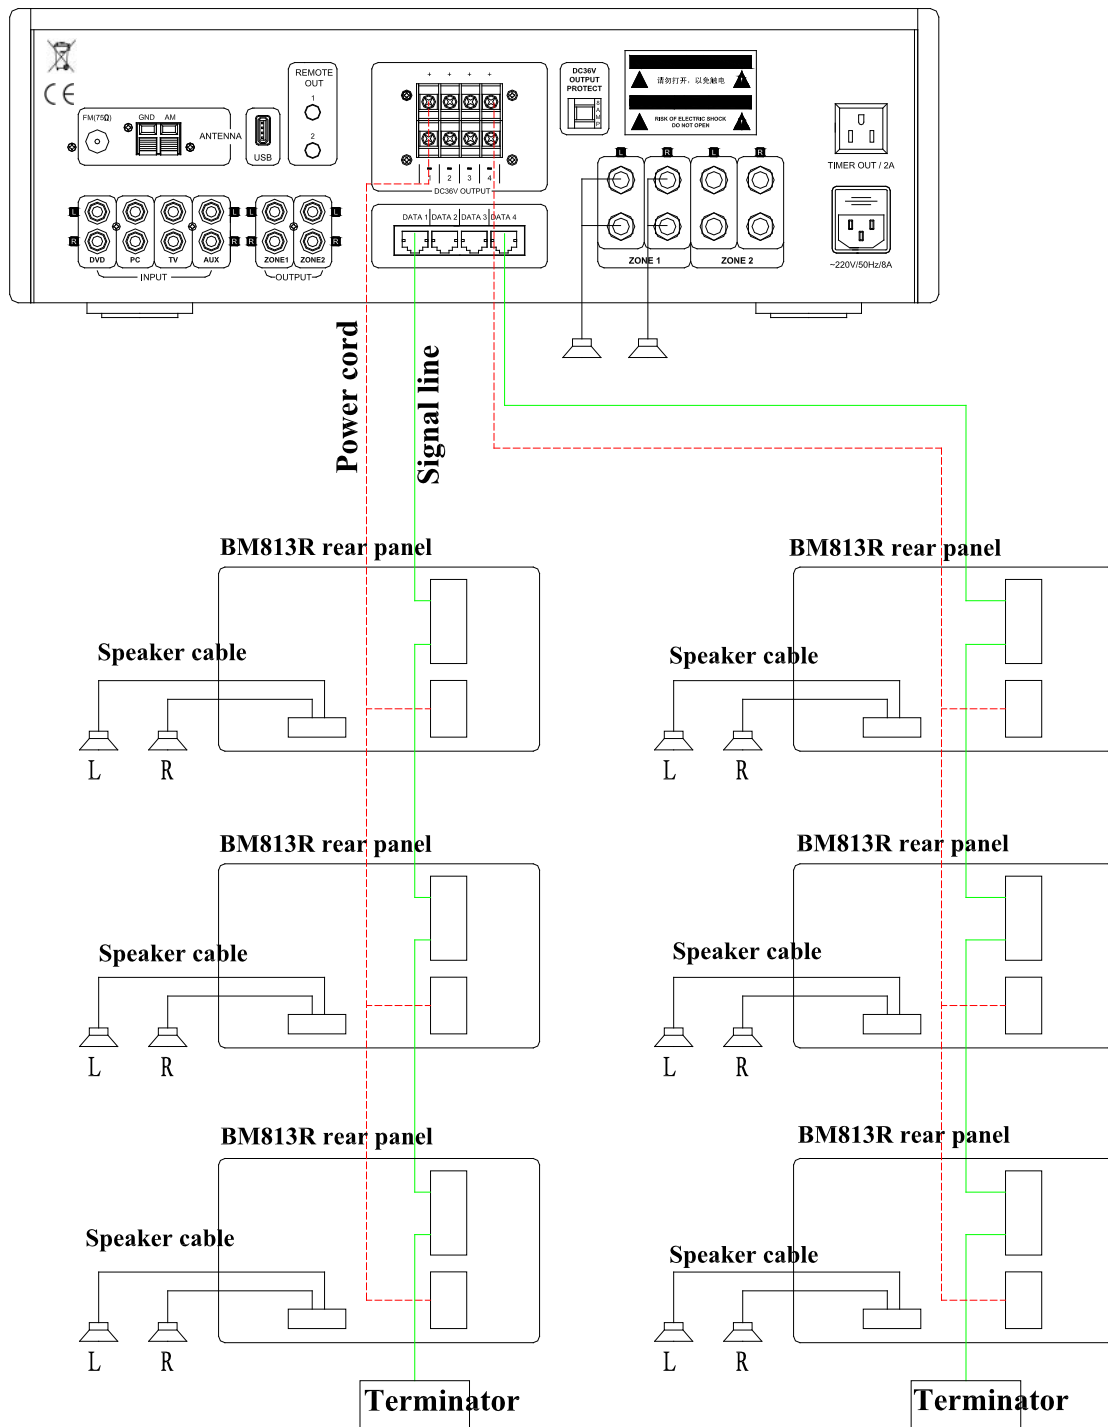 REMOTE
OUT
1
2
FM(75Ω)
GND AM
ANTENNA
USB
+ + + +
- - - -
1 2 3 4
DC36V OUTPUT
DC36V
OUTPUT
PROTECT
8
A
M
P
请勿打开，以免触电
RISK OF ELECTRIC SHOCK
DO NOT OPEN
TIMER OUT / 2A
~220V/50Hz/8A
L R L R
ZONE 1 ZONE 2
DATA 1 DATA 2 DATA 3 DATA 4
L L L L
R R R R
DVD PC TV AUX ZONE1 ZONE2
INPUT OUTPUT
Power cord
Signal line
BM813R rear panel
Speaker cable
L R
BM813R rear panel
Speaker cable
L R
BM813R rear panel
Speaker cable
L R
Terminator
BM813R rear panel
Speaker cable
L R
BM813R rear panel
Speaker cable
L R
BM813R rear panel
Speaker cable
L R
Terminator